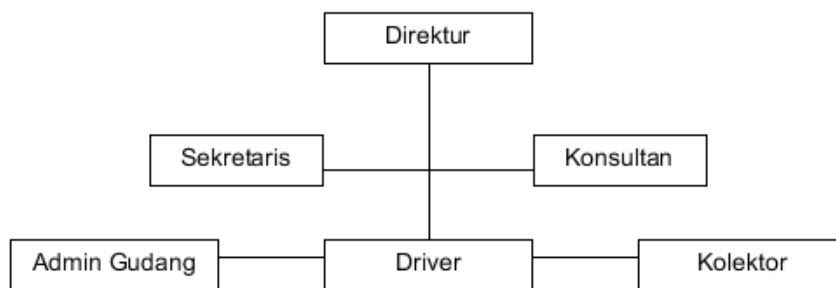 Direktur
Sekretaris
Konsultan
Admin Gudang
Driver
Kolektor